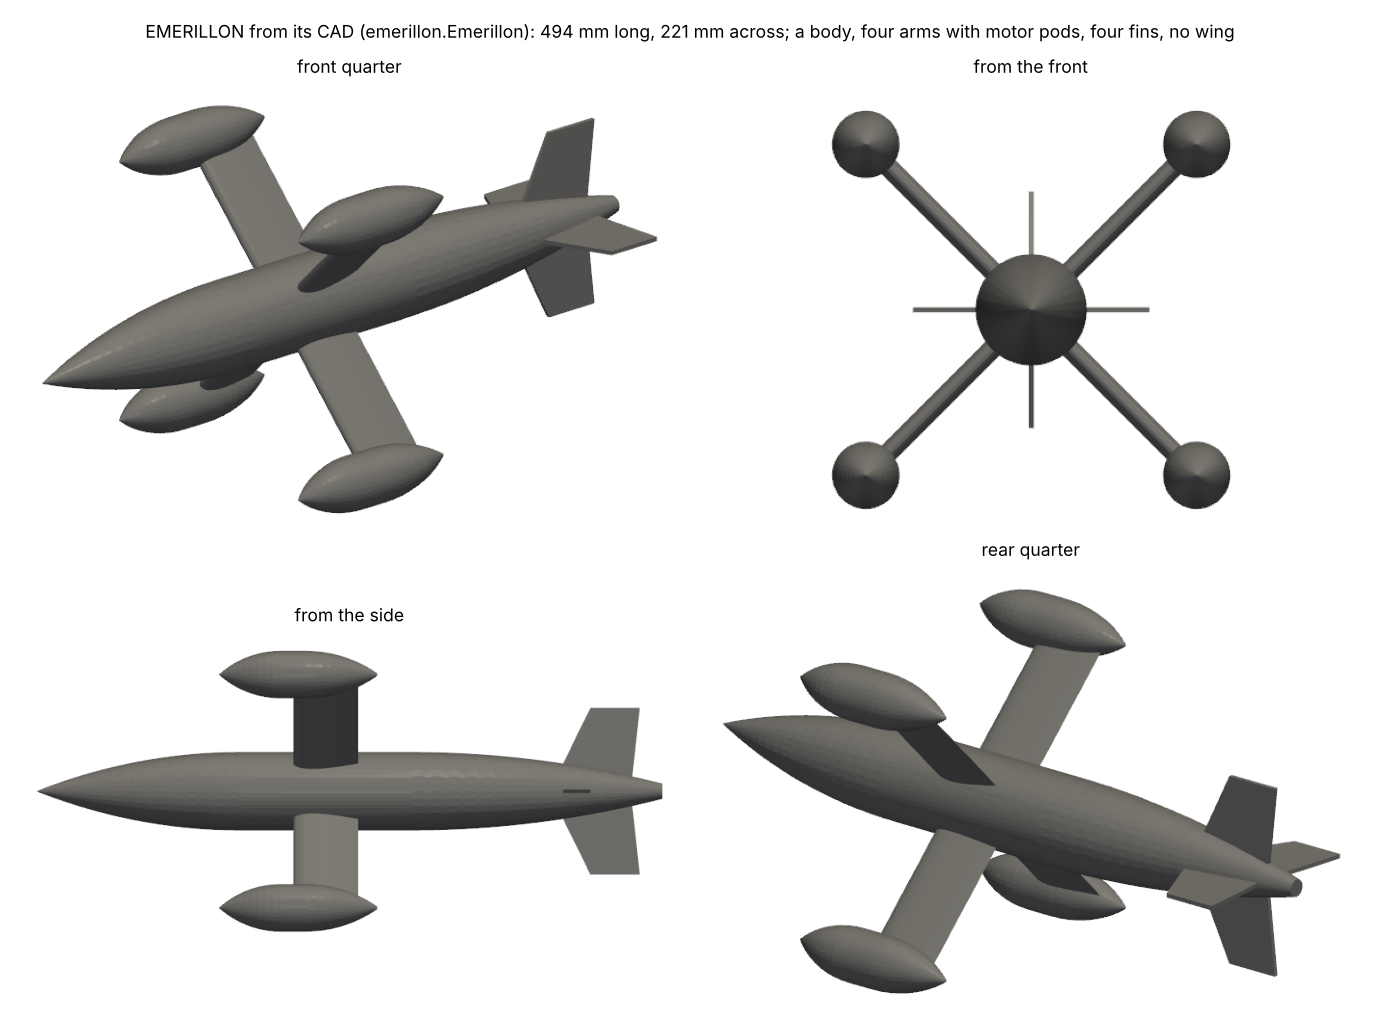 EMERILLON from its CAD (emerillon.Emerillon): 494 mm long, 221 mm across; a body, four arms with motor pods, four fins, no wing
front quarter
from the front
from the side
rear quarter